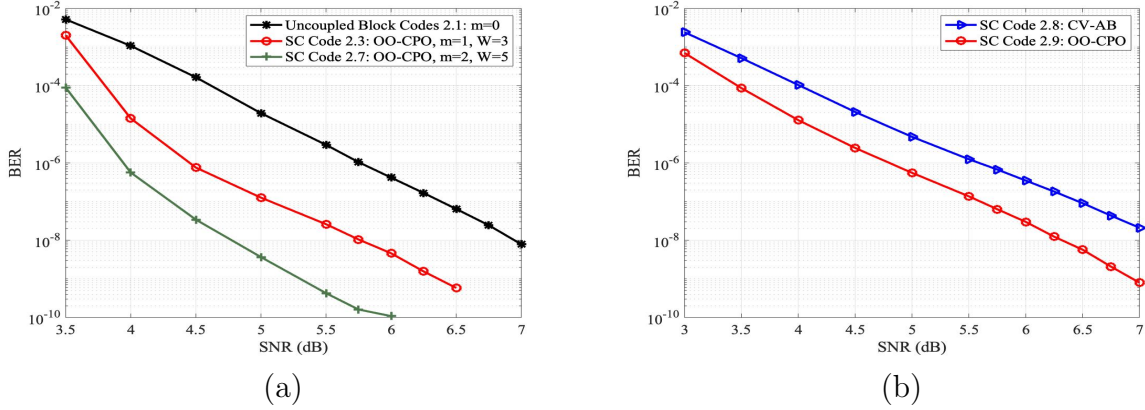 BER
10^-2
10^-4
10^-6
10^-8
10^-10
Uncoupled Block Codes 2.1: m=0
SC Code 2.3: OO-CPO, m=1, W=3
SC Code 2.7: OO-CPO, m=2, W=5
3.5 4 4.5 5 5.5 6 6.5 7
SNR (dB)
(a)
BER
10^-2
10^-4
10^-6
10^-8
10^-10
SC Code 2.8: CV-AB
SC Code 2.9: OO-CPO
3 3.5 4 4.5 5 5.5 6 6.5 7
SNR (dB)
(b)